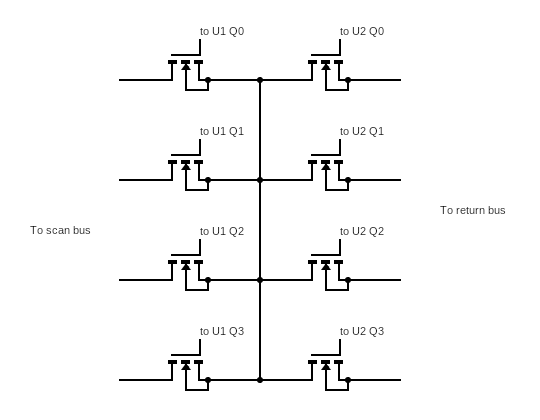 to U1 Q0
to U2 Q0
to U1 Q1
to U2 Q1
To return bus
To scan bus
to U1 Q2
to U2 Q2
to U1 Q3
to U2 Q3